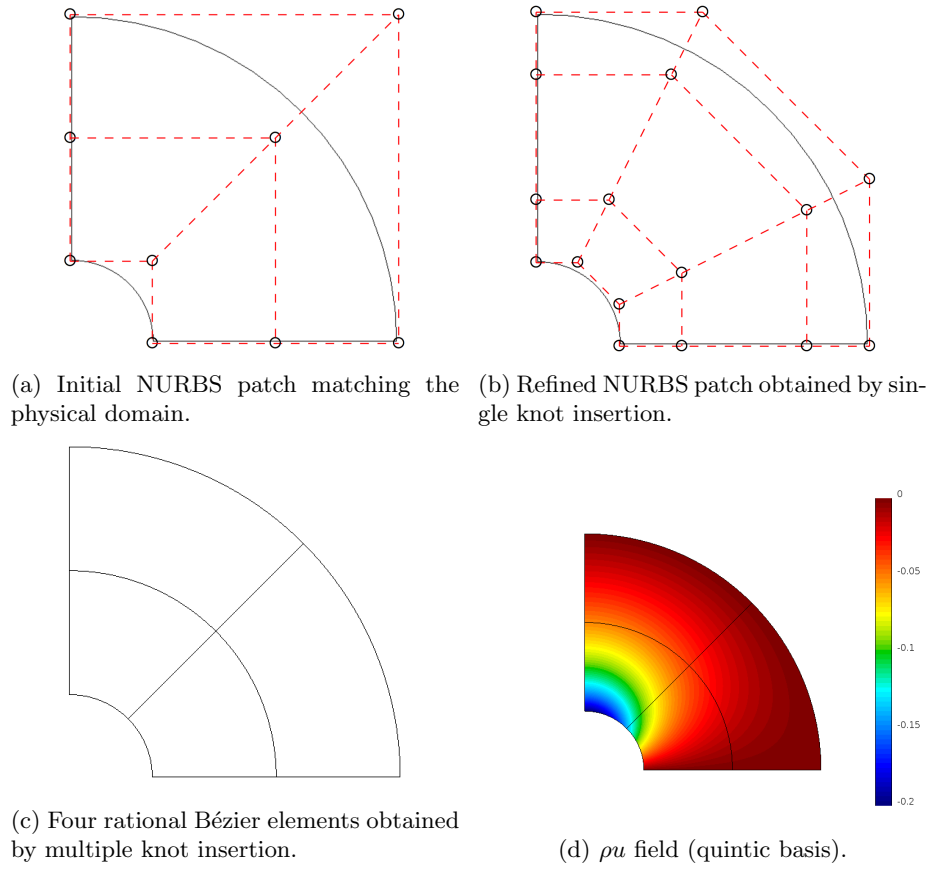 (a) Initial NURBS patch matching the
physical domain.
(b) Refined NURBS patch obtained by sin-
gle knot insertion.
(c) Four rational Bézier elements obtained
by multiple knot insertion.
0
-0.05
-0.1
-0.15
-0.2
(d) ρu field (quintic basis).